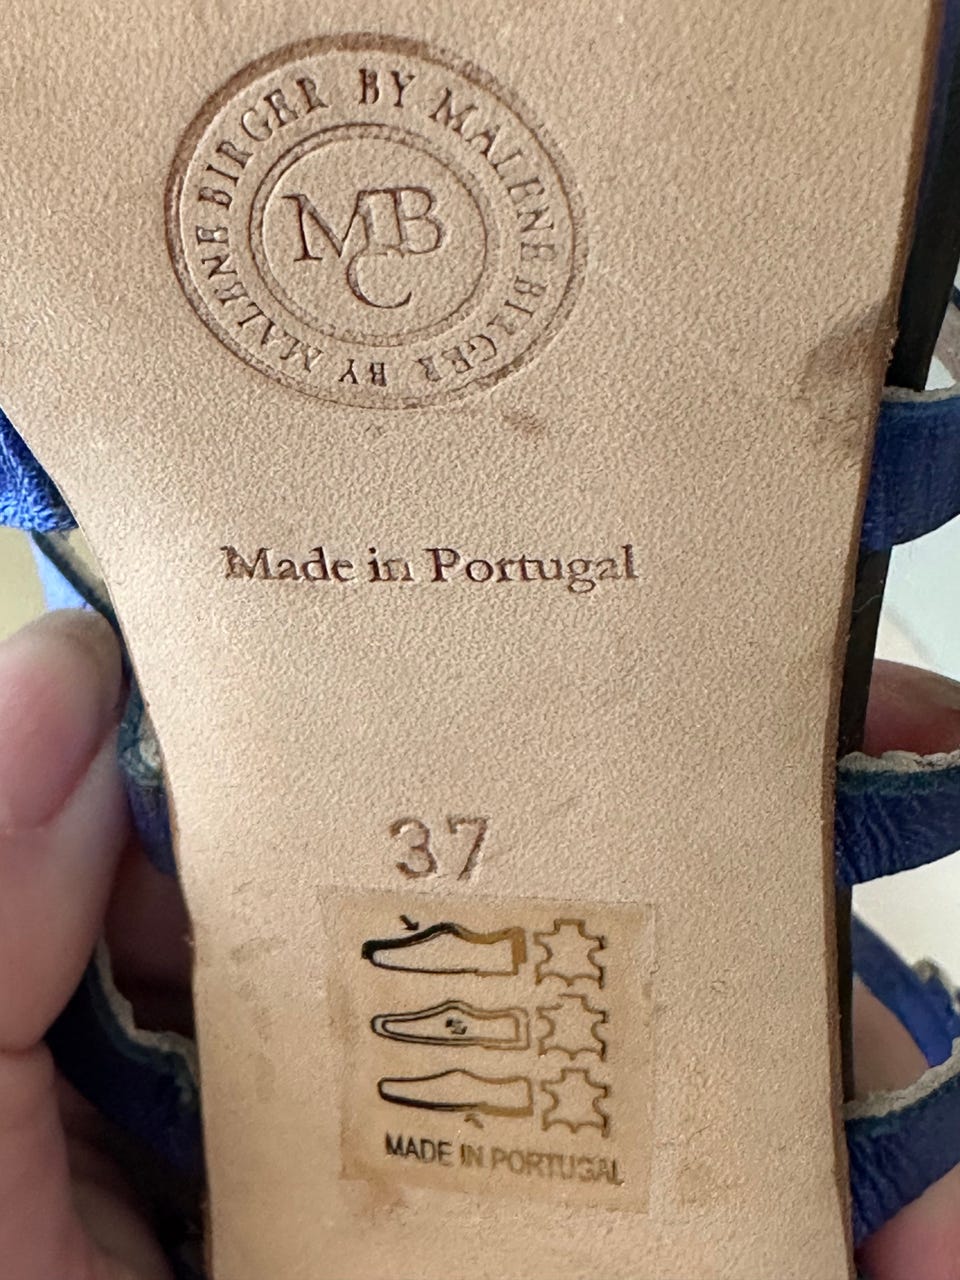 BY MALENE BIRGER BY MALENE BIRGER
MBC
Made in Portugal
37
MADE IN PORTUGAL